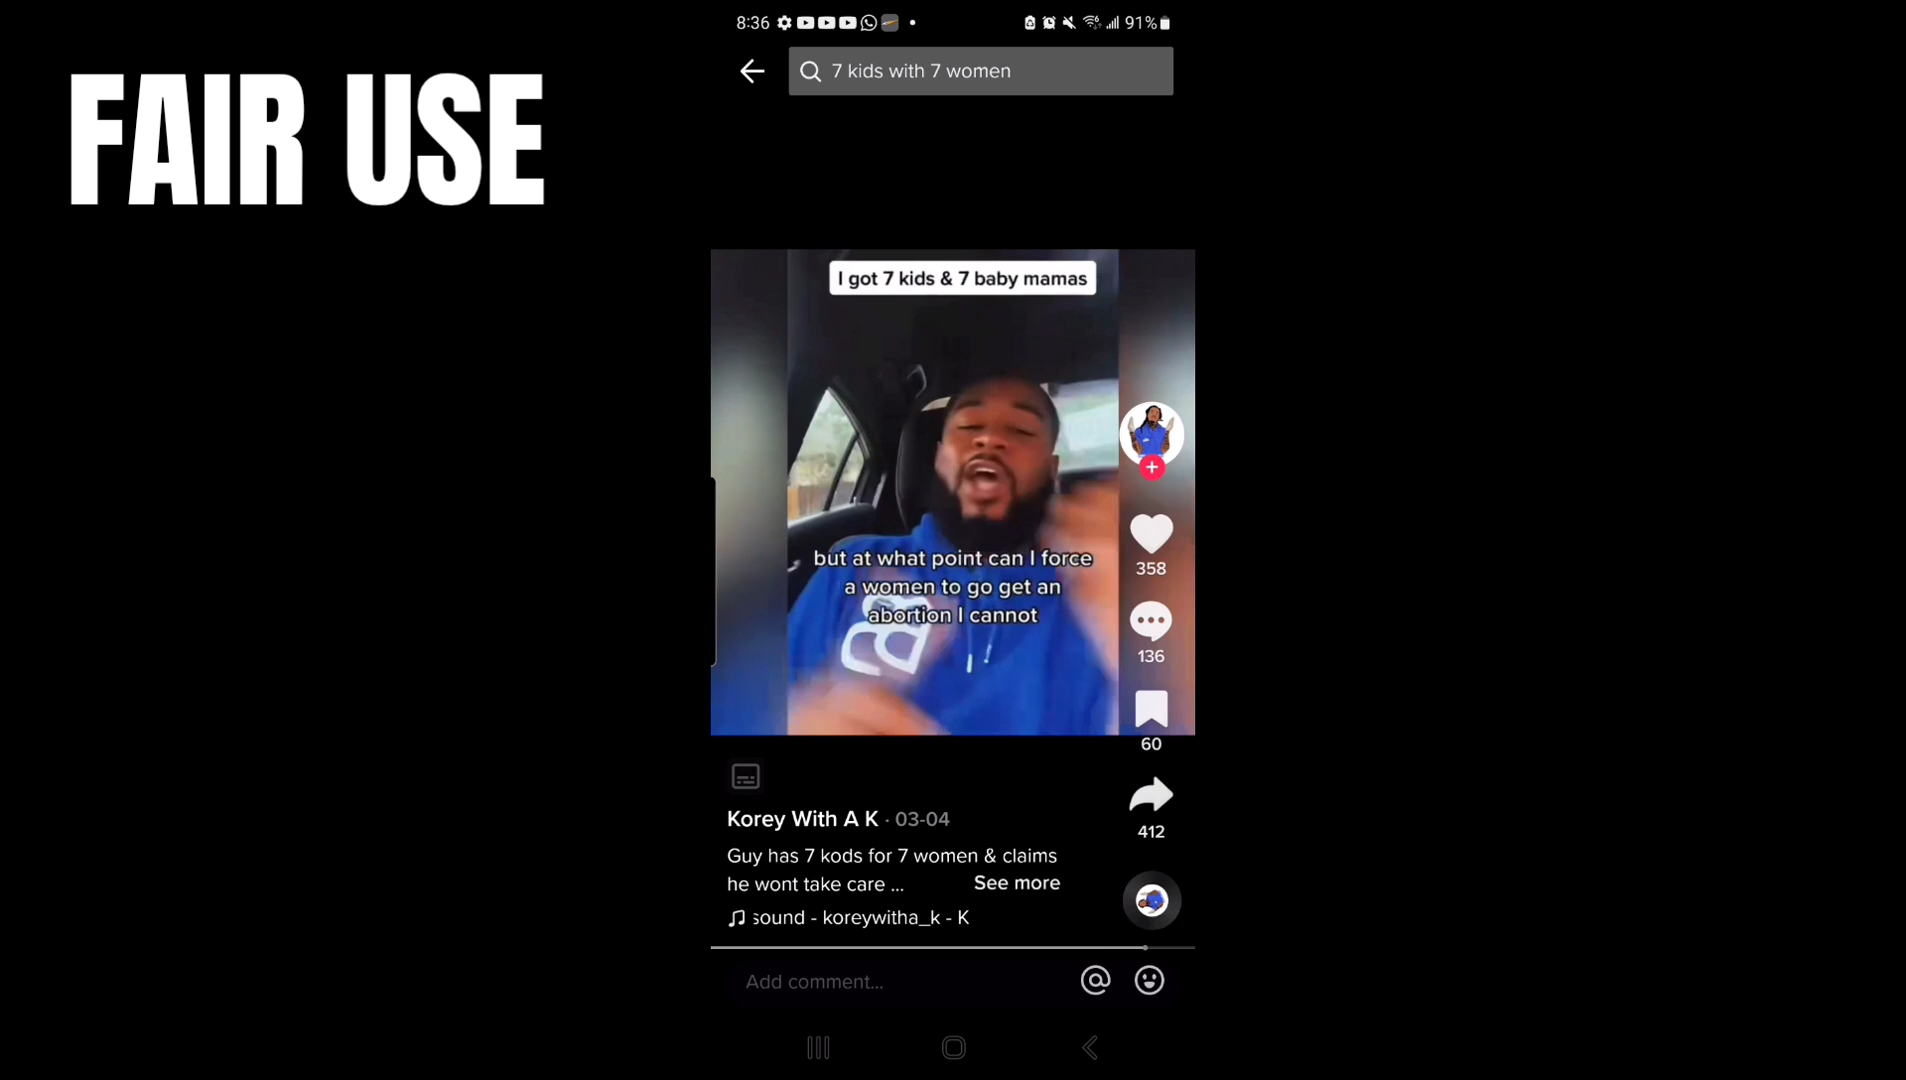 FAIR USE
8:36
91%
7 kids with 7 women
I got 7 kids & 7 baby mamas
but at what point can I force
a women to go get an
abortion I cannot
358
136
60
412
Korey With A K · 03-04
Guy has 7 kods for 7 women & claims
he wont take care ... See more
sound - koreywitha_k - K
Add comment...